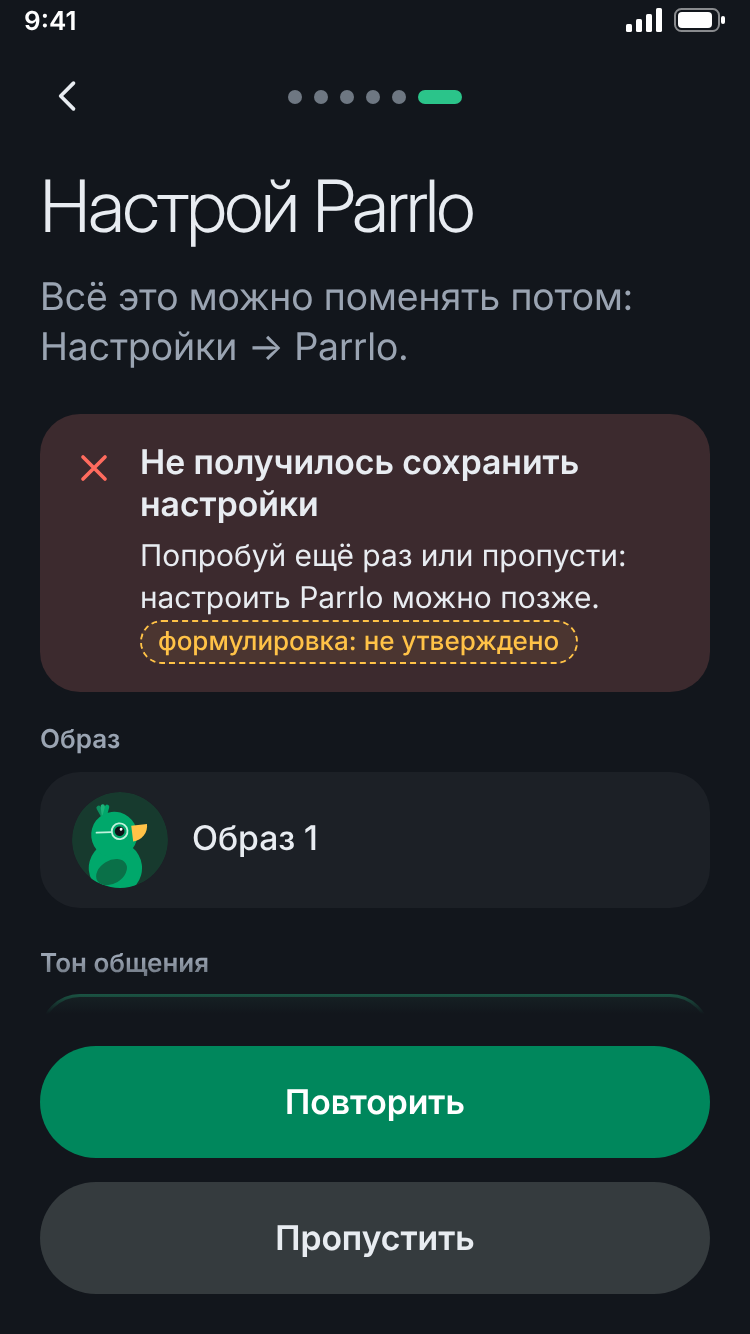 9:41
Настрой Parrlo
Всё это можно поменять потом:
Настройки → Parrlo.
Не получилось сохранить
настройки
Попробуй ещё раз или пропусти:
настроить Parrlo можно позже.
формулировка: не утверждено
Образ
Образ 1
Тон общения
Повторить
Пропустить